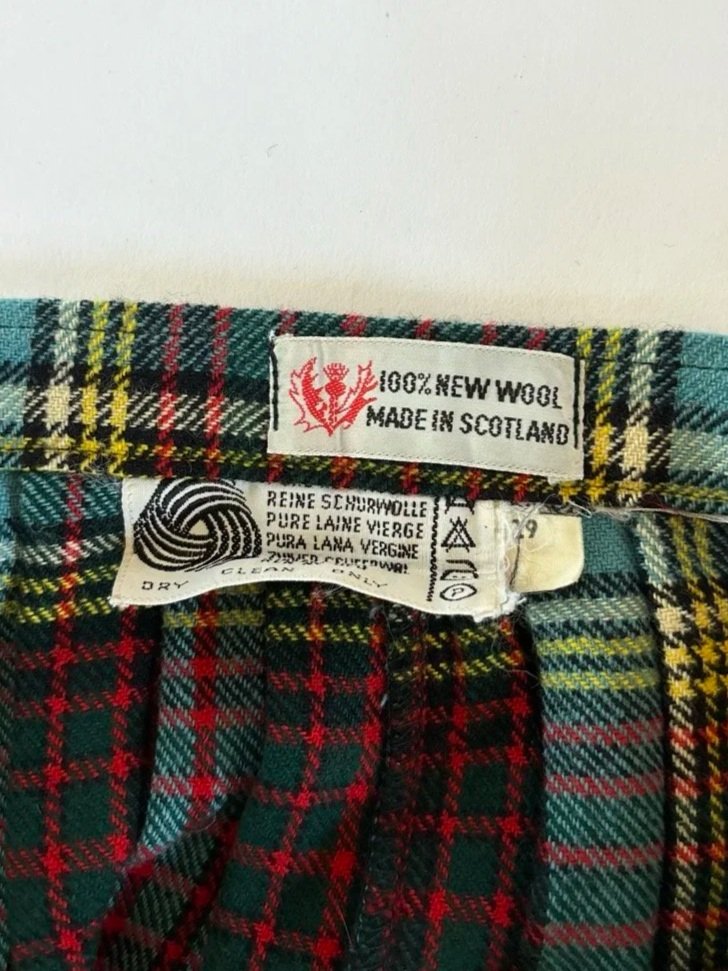 100% NEW WOOL
MADE IN SCOTLAND
REINE SCHURWOLLE
PURE LAINE VIERGE
PURA LANA VERGINE
DRY CLEAN ONLY
29
P